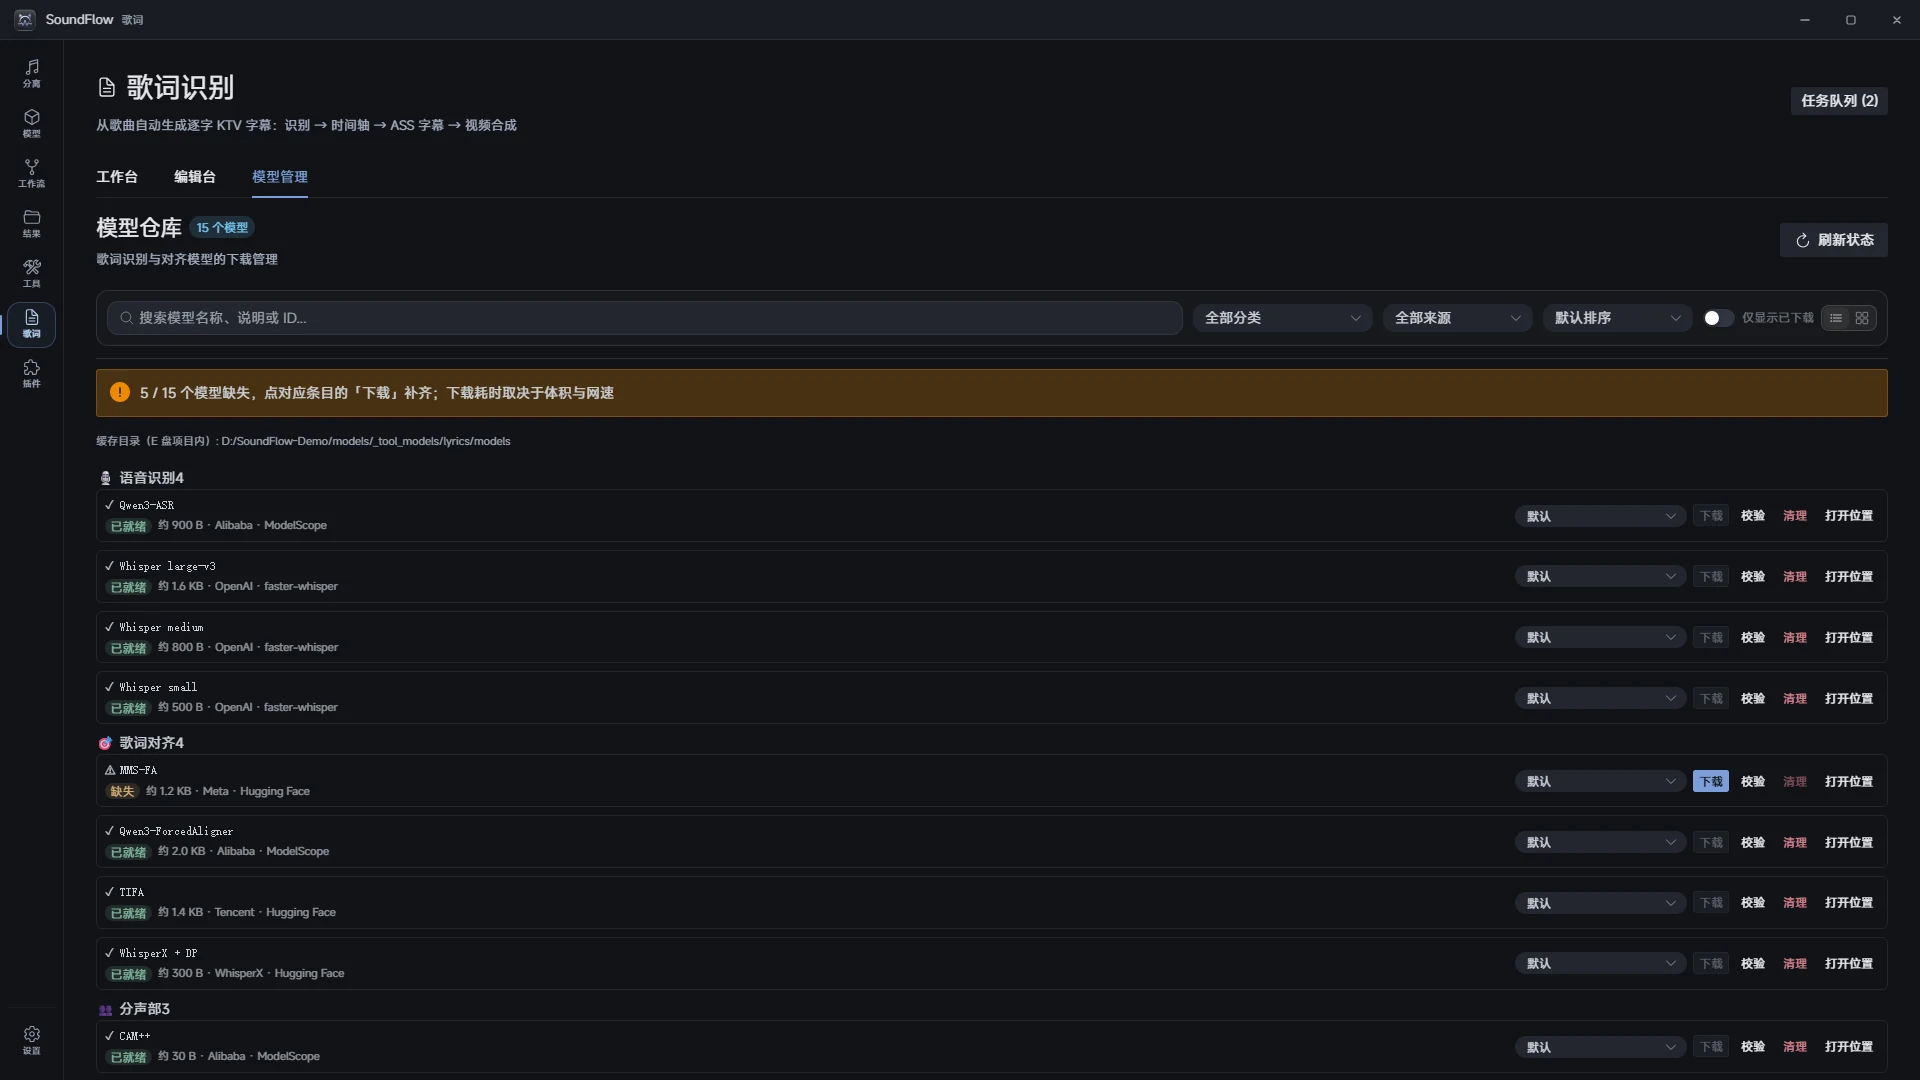 SoundFlow 歌词
分离
模型
工作流
结果
工具
歌词
插件
设置
歌词识别
任务队列 (2)
从歌曲自动生成逐字 KTV 字幕：识别 → 时间轴 → ASS 字幕 → 视频合成
工作台 编辑台 模型管理
模型仓库 15 个模型
刷新状态
歌词识别与对齐模型的下载管理
搜索模型名称、说明或 ID... 全部分类 全部来源 默认排序 仅显示已下载
5 / 15 个模型缺失，点对应条目的「下载」补齐；下载耗时取决于体积与网速
缓存目录（E 盘项目内）: D:/SoundFlow-Demo/models/_tool_models/lyrics/models
语音识别4
✓ Qwen3-ASR
已就绪 约 900 B · Alibaba · ModelScope
默认 下载 校验 清理 打开位置
✓ Whisper large-v3
已就绪 约 1.6 KB · OpenAI · faster-whisper
默认 下载 校验 清理 打开位置
✓ Whisper medium
已就绪 约 800 B · OpenAI · faster-whisper
默认 下载 校验 清理 打开位置
✓ Whisper small
已就绪 约 500 B · OpenAI · faster-whisper
默认 下载 校验 清理 打开位置
歌词对齐4
⚠ MMS-FA
缺失 约 1.2 KB · Meta · Hugging Face
默认 下载 校验 清理 打开位置
✓ Qwen3-ForcedAligner
已就绪 约 2.0 KB · Alibaba · ModelScope
默认 下载 校验 清理 打开位置
✓ TIFA
已就绪 约 1.4 KB · Tencent · Hugging Face
默认 下载 校验 清理 打开位置
✓ WhisperX + DP
已就绪 约 300 B · WhisperX · Hugging Face
默认 下载 校验 清理 打开位置
分声部3
✓ CAM++
已就绪 约 30 B · Alibaba · ModelScope
默认 下载 校验 清理 打开位置